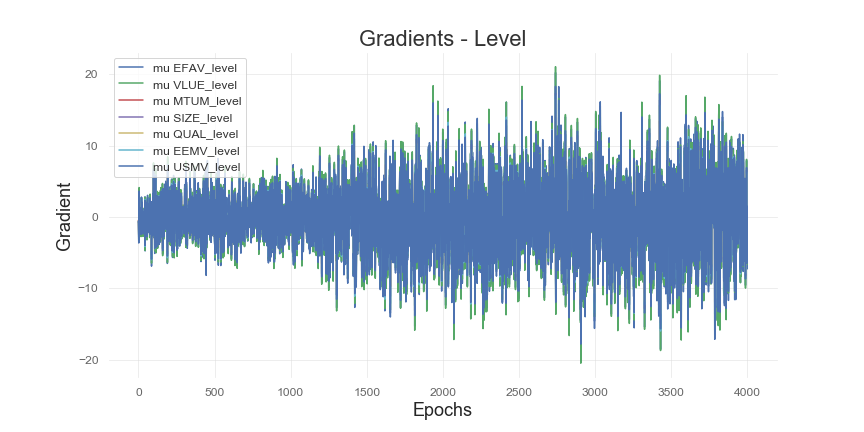 Gradients - Level
mu EFAV_level
mu VLUE_level
mu MTUM_level
mu SIZE_level
mu QUAL_level
mu EEMV_level
mu USMV_level
Gradient
20
10
0
−10
−20
0 500 1000 1500 2000 2500 3000 3500 4000
Epochs